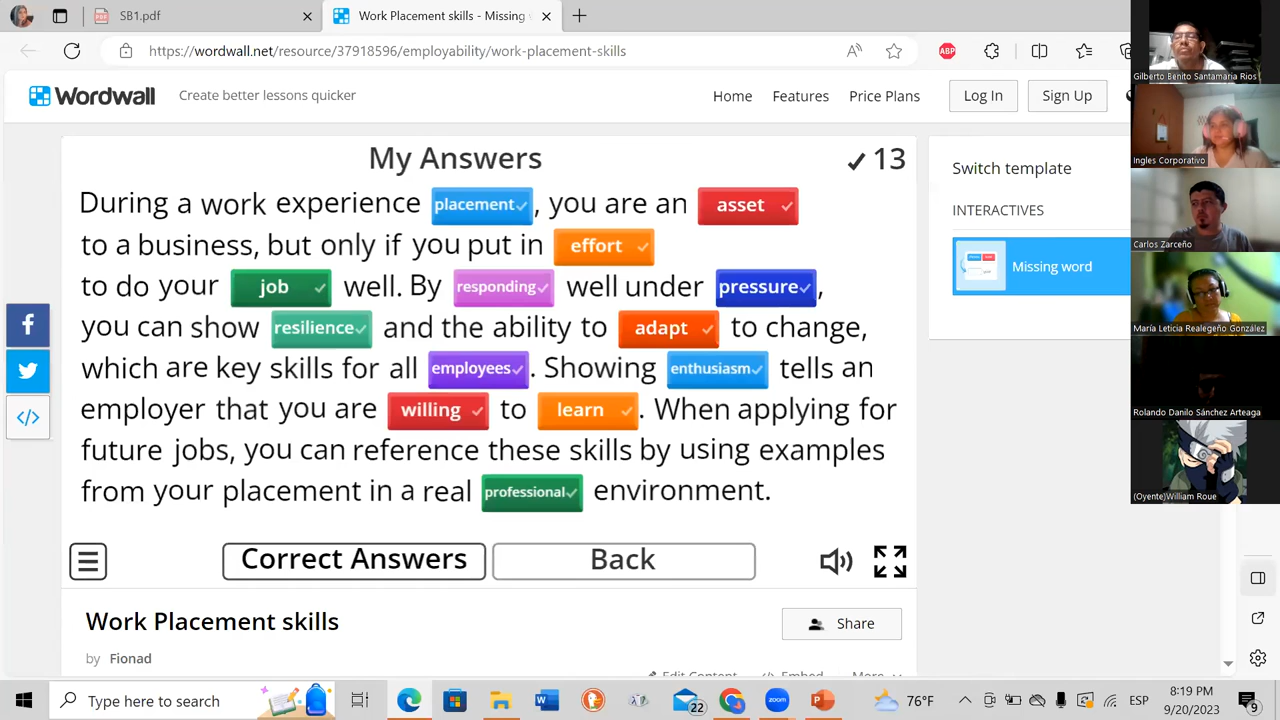 SB1.pdf
Work Placement skills - Missing
https://wordwall.net/resource/37918596/employability/work-placement-skills
ABP
Wordwall
Create better lessons quicker
Home
Features
Price Plans
Log In
Sign Up
My Answers
13
During a work experience placement, you are an asset
to a business, but only if you put in effort
to do your job well. By responding well under pressure,
you can show resilience and the ability to adapt to change,
which are key skills for all employees. Showing enthusiasm tells an
employer that you are willing to learn. When applying for
future jobs, you can reference these skills by using examples
from your placement in a real professional environment.
Correct Answers
Back
Work Placement skills
by Fionad
Share
Edit Content
Embed
More
Switch template
INTERACTIVES
Missing word
Gilberto Benito Santamaria Rios
Ingles Corporativo
Carlos Zarceño
María Leticia Realegeño González
Rolando Danilo Sánchez Arteaga
(Oyente)William Roue
Type here to search
22
zoom
76°F
ESP
8:19 PM
9/20/2023
9